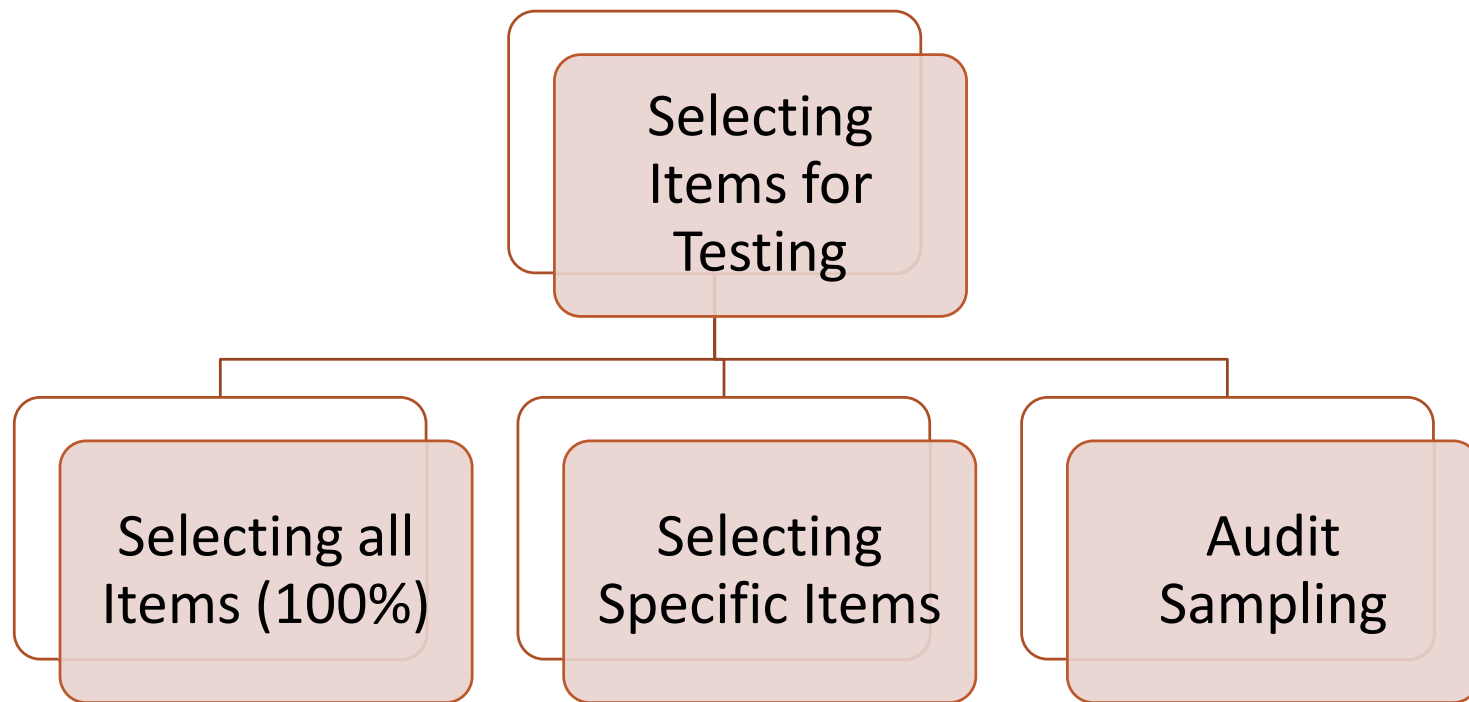 Selecting
Items for
Testing
Selecting all
Items (100%)
Selecting
Specific Items
Audit
Sampling